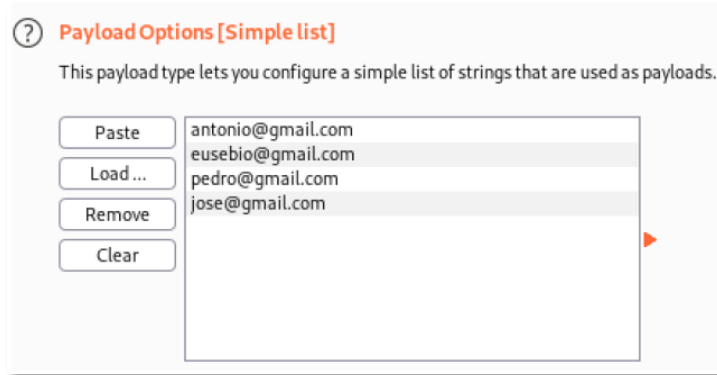 ?
Payload Options [Simple list]
This payload type lets you configure a simple list of strings that are used as payloads.
Paste
antonio@gmail.com
eusebio@gmail.com
Load ...
pedro@gmail.com
jose@gmail.com
Remove
Clear